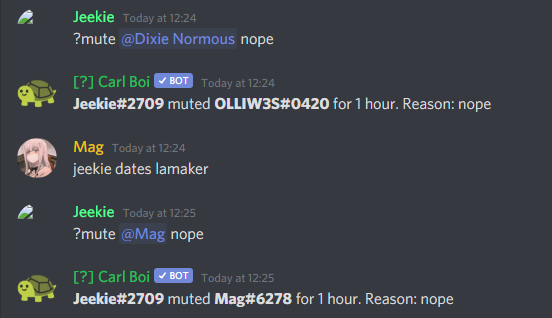 Jeekie Today at 12:24
?mute @Dixie Normous nope
[?] Carl Boi ✓ BOT Today at 12:24
Jeekie#2709 muted OLLIW3S#0420 for 1 hour. Reason: nope
Mag Today at 12:24
jeekie dates lamaker
Jeekie Today at 12:25
?mute @Mag nope
[?] Carl Boi ✓ BOT Today at 12:25
Jeekie#2709 muted Mag#6278 for 1 hour. Reason: nope